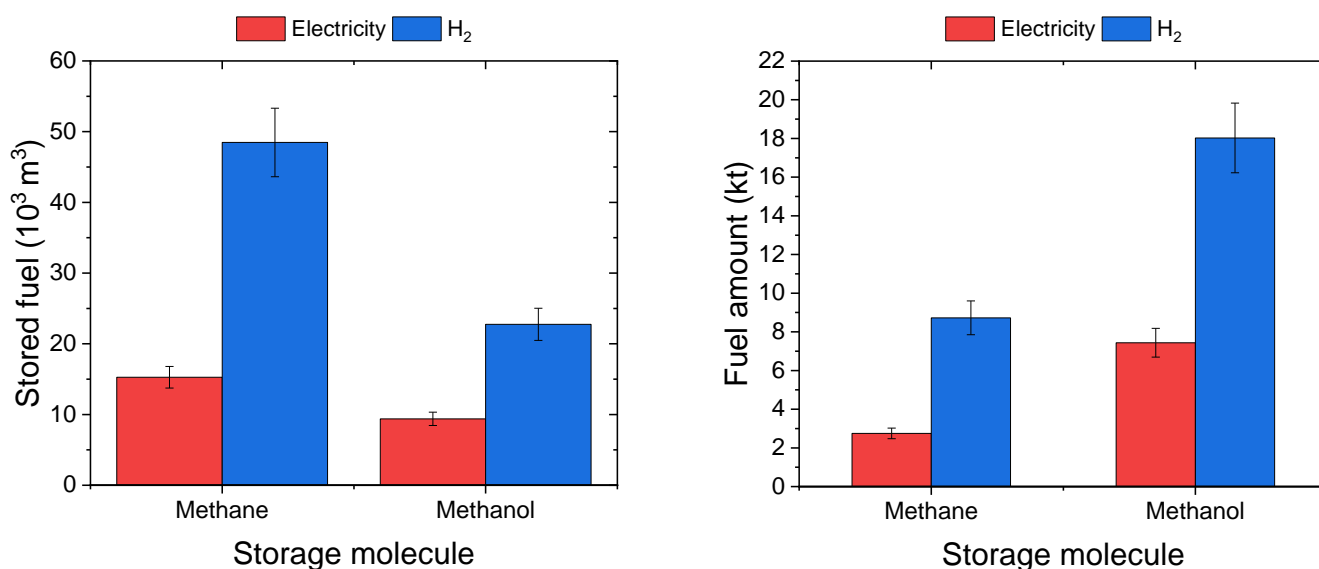 Electricity H₂
Stored fuel (10³ m³)
60
50
40
30
20
10
0
Methane Methanol
Storage molecule
Electricity H₂
Fuel amount (kt)
22
20
18
16
14
12
10
8
6
4
2
0
Methane Methanol
Storage molecule